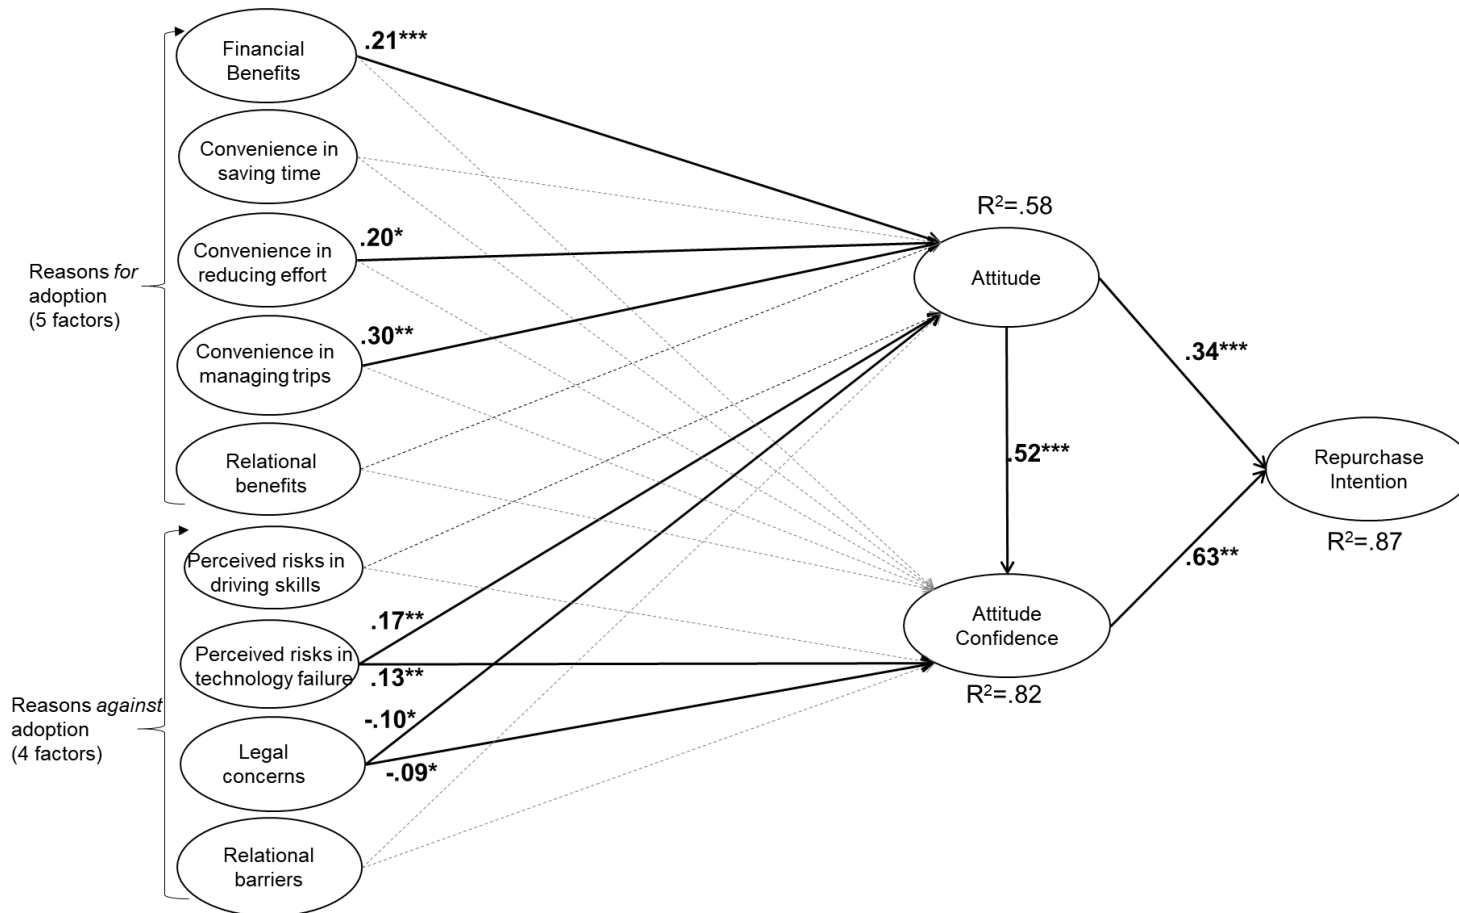 Financial
Benefits
.21***
Convenience in
saving time
Convenience in
reducing effort
.20*
Reasons for
adoption
(5 factors)
Convenience in
managing trips
.30**
Relational
benefits
Perceived risks in
driving skills
Perceived risks in
technology failure
.17**
.13**
Reasons against
adoption
(4 factors)
Legal
concerns
-.10*
-.09*
Relational
barriers
R²=.58
Attitude
.52***
Attitude
Confidence
R²=.82
.34***
.63**
Repurchase
Intention
R²=.87